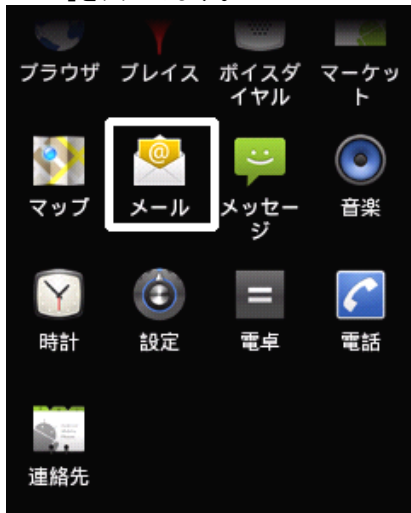 ブラウザ プレイス ボイスダ マーケッ
イヤル ト
マップ メール メッセー 音楽
ジ
時計 設定 電卓 電話
連絡先